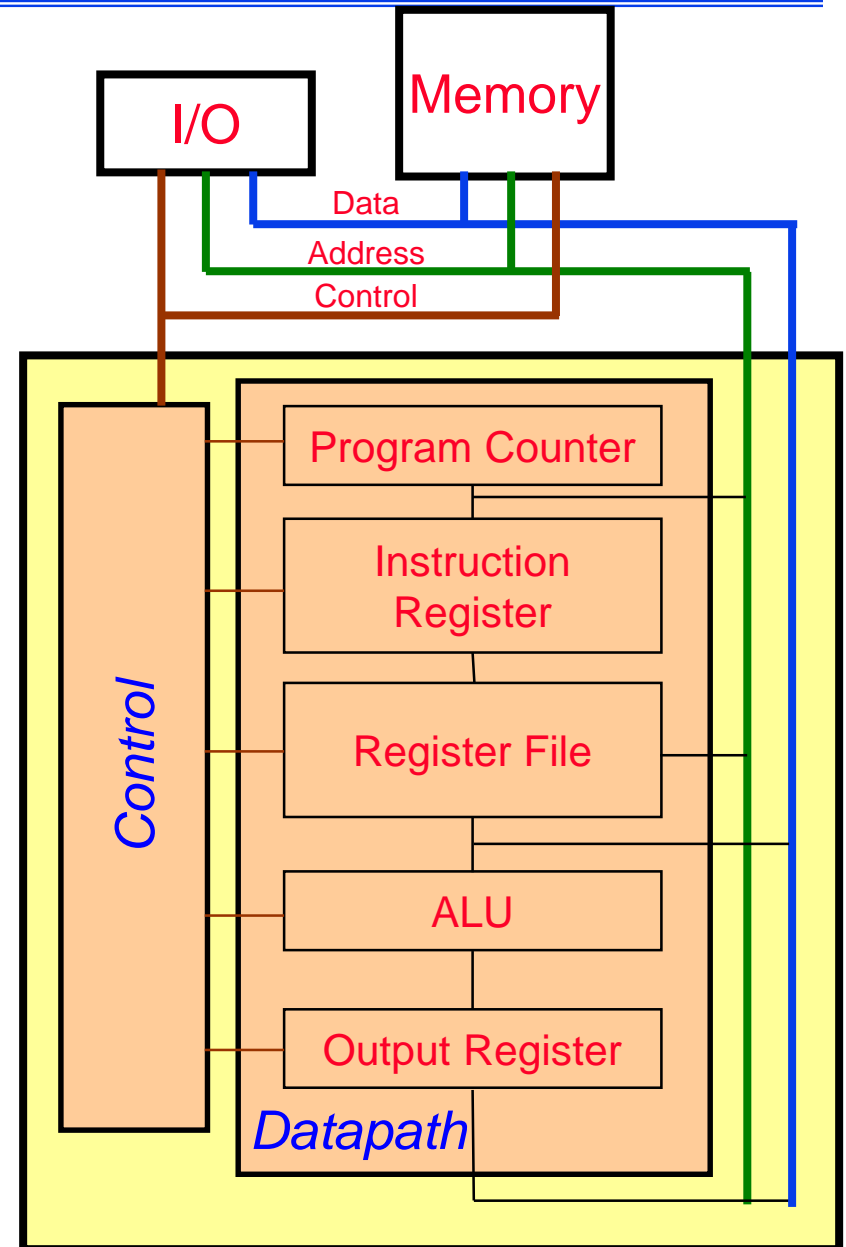 Memory
I/O
Data
Address
Control
Program Counter
Instruction
Register
Control
Register File
ALU
Output Register
Datapath